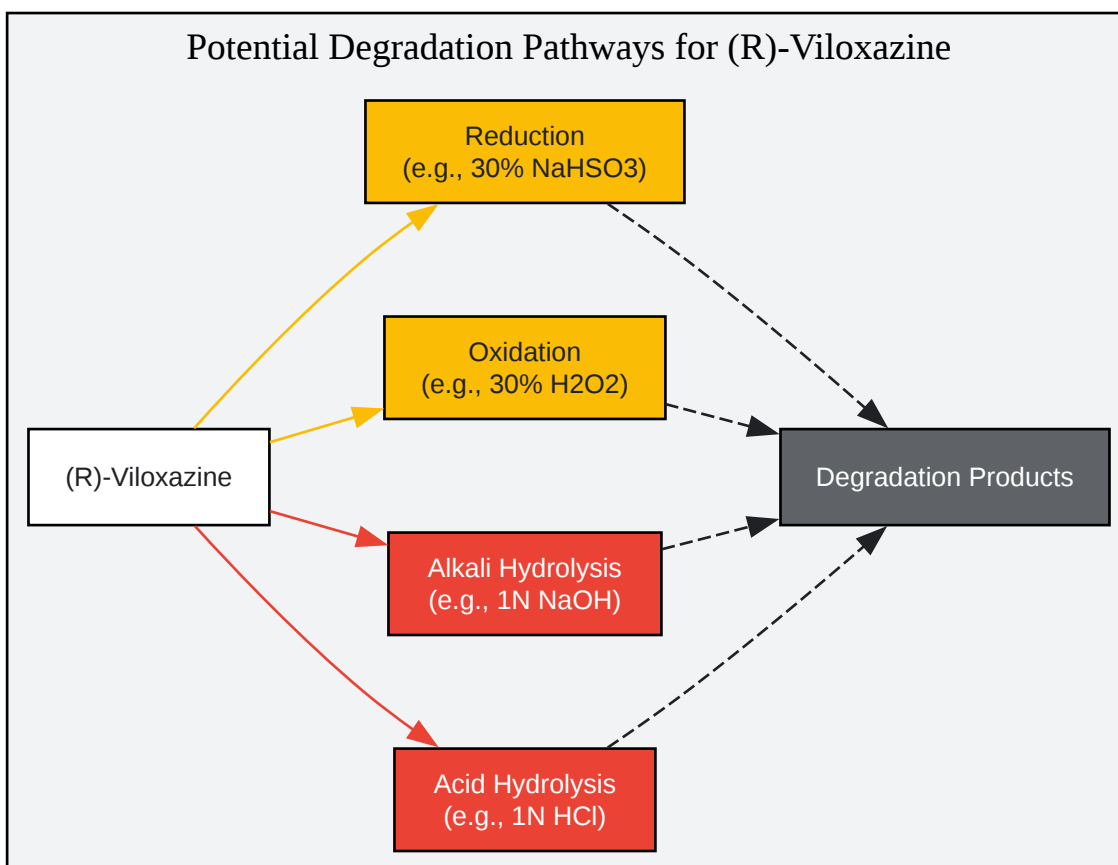 Potential Degradation Pathways for (R)-Viloxazine
Reduction
(e.g., 30% NaHSO3)
Oxidation
(e.g., 30% H2O2)
(R)-Viloxazine
Degradation Products
Alkali Hydrolysis
(e.g., 1N NaOH)
Acid Hydrolysis
(e.g., 1N HCl)